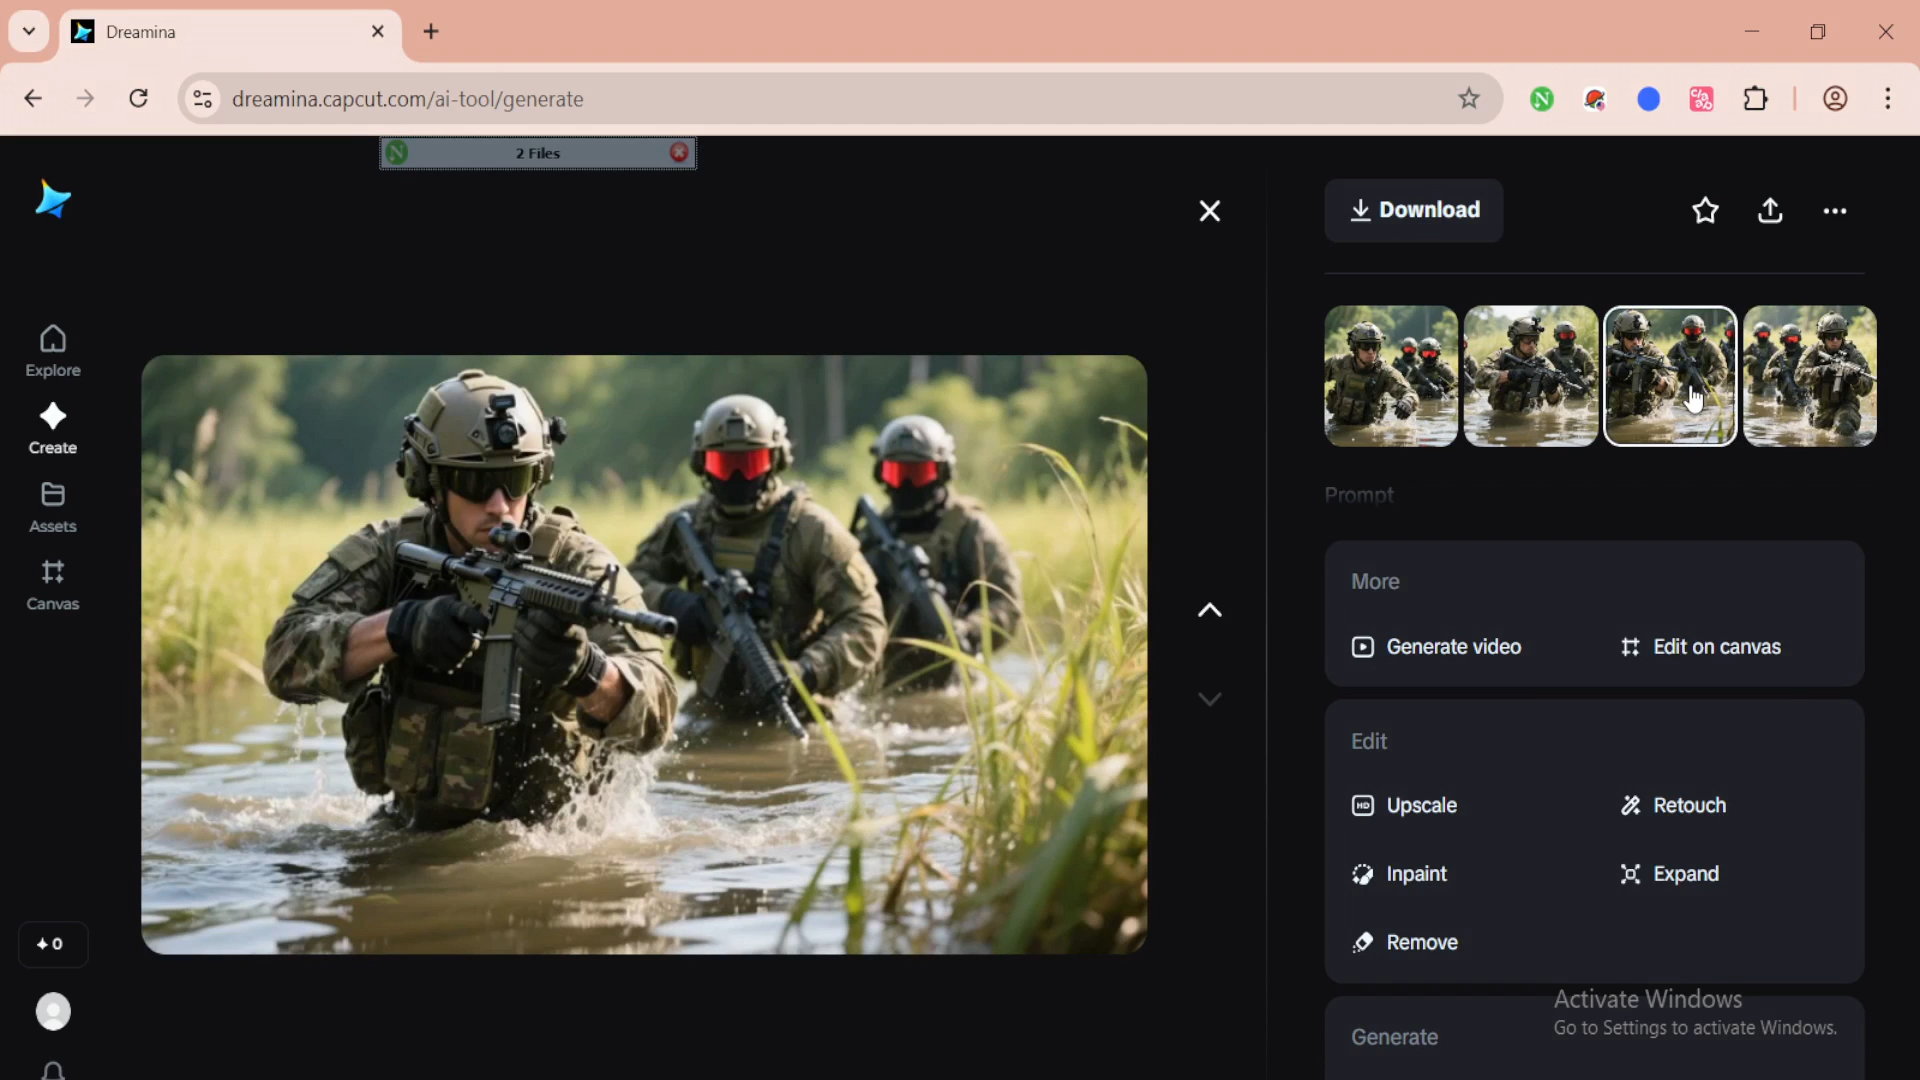 Dreamina
dreamina.capcut.com/ai-tool/generate
2 Files
Download
Explore
Create
Assets
Canvas
Prompt
More
Generate video
Edit on canvas
Edit
Upscale
Retouch
Inpaint
Expand
Remove
0
Activate Windows
Go to Settings to activate Windows.
Generate